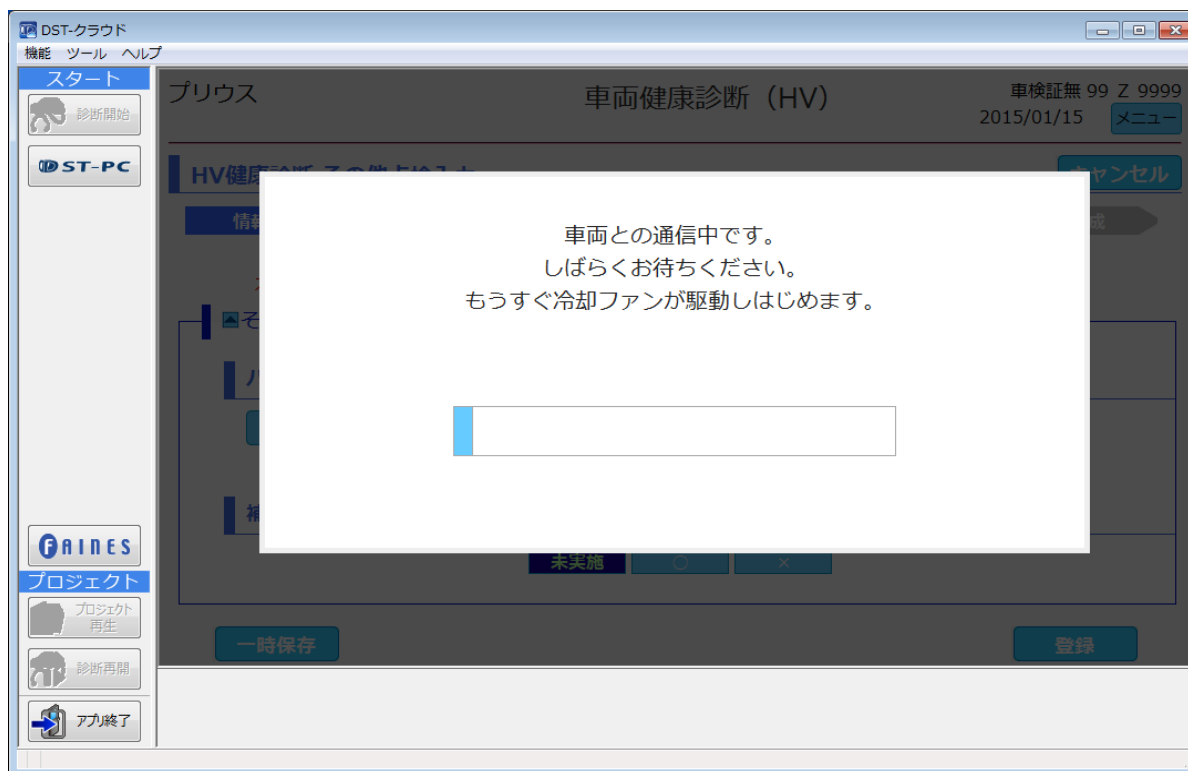 DST-クラウド
機能 ツール ヘルプ
スタート
診断開始
DST-PC
FAINES
プロジェクト
プロジェクト
再生
診断再開
アプリ終了
プリウス
車両健康診断（HV）
車検証無 99 Z 9999
2015/01/15 メニュー
HV健康
キャンセル
車両との通信中です。
しばらくお待ちください。
もうすぐ冷却ファンが駆動しはじめます。
未実施 ○ ×
一時保存
登録